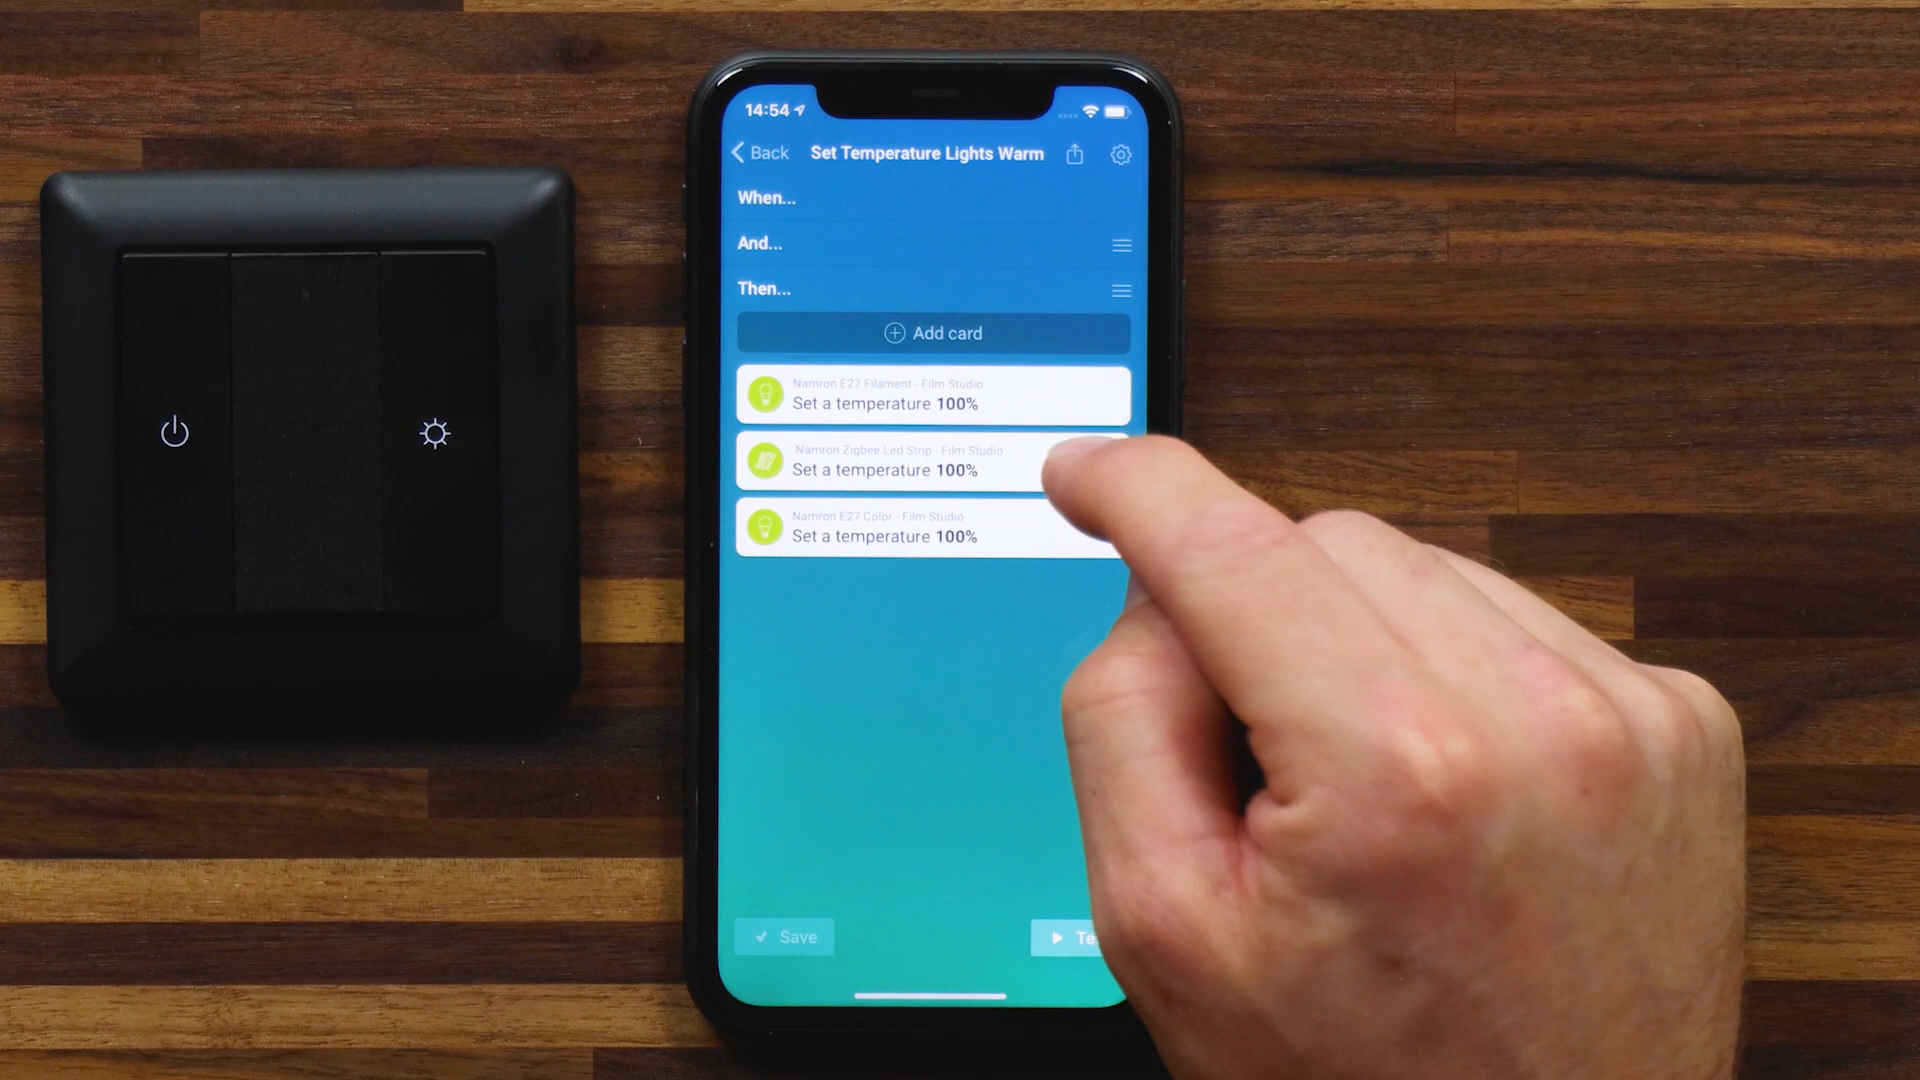 14:54
Back
Set Temperature Lights Warm
When...
And...
Then...
Add card
Namron E27 Filament - Film Studio
Set a temperature 100%
Namron Zigbee Led Strip - Film Studio
Set a temperature 100%
Namron E27 Color - Film Studio
Set a temperature 100%
Save